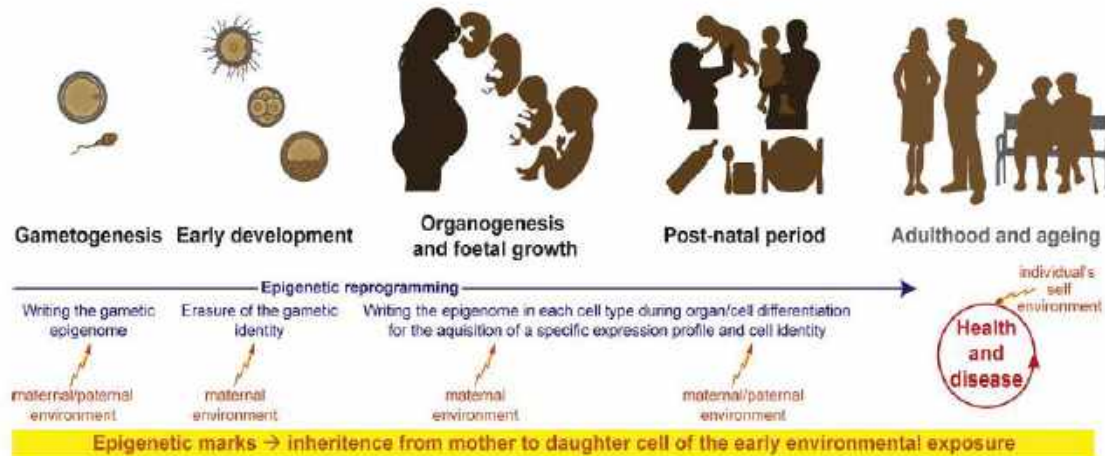 Gametogenesis
Early development
Organogenesis
and foetal growth
Post-natal period
Adulthood and ageing
Epigenetic reprogramming
Writing the gametic
epigenome
Erasure of the gametic
identity
Writing the epigenome in each cell type during organ/cell differentiation
for the aquisition of a specific expression profile and cell identity
individual's
self
environment
Health
and
disease
maternal/paternal
environment
maternal
environment
maternal
environment
maternal/paternal
environment
Epigenetic marks → inheritence from mother to daughter cell of the early environmental exposure